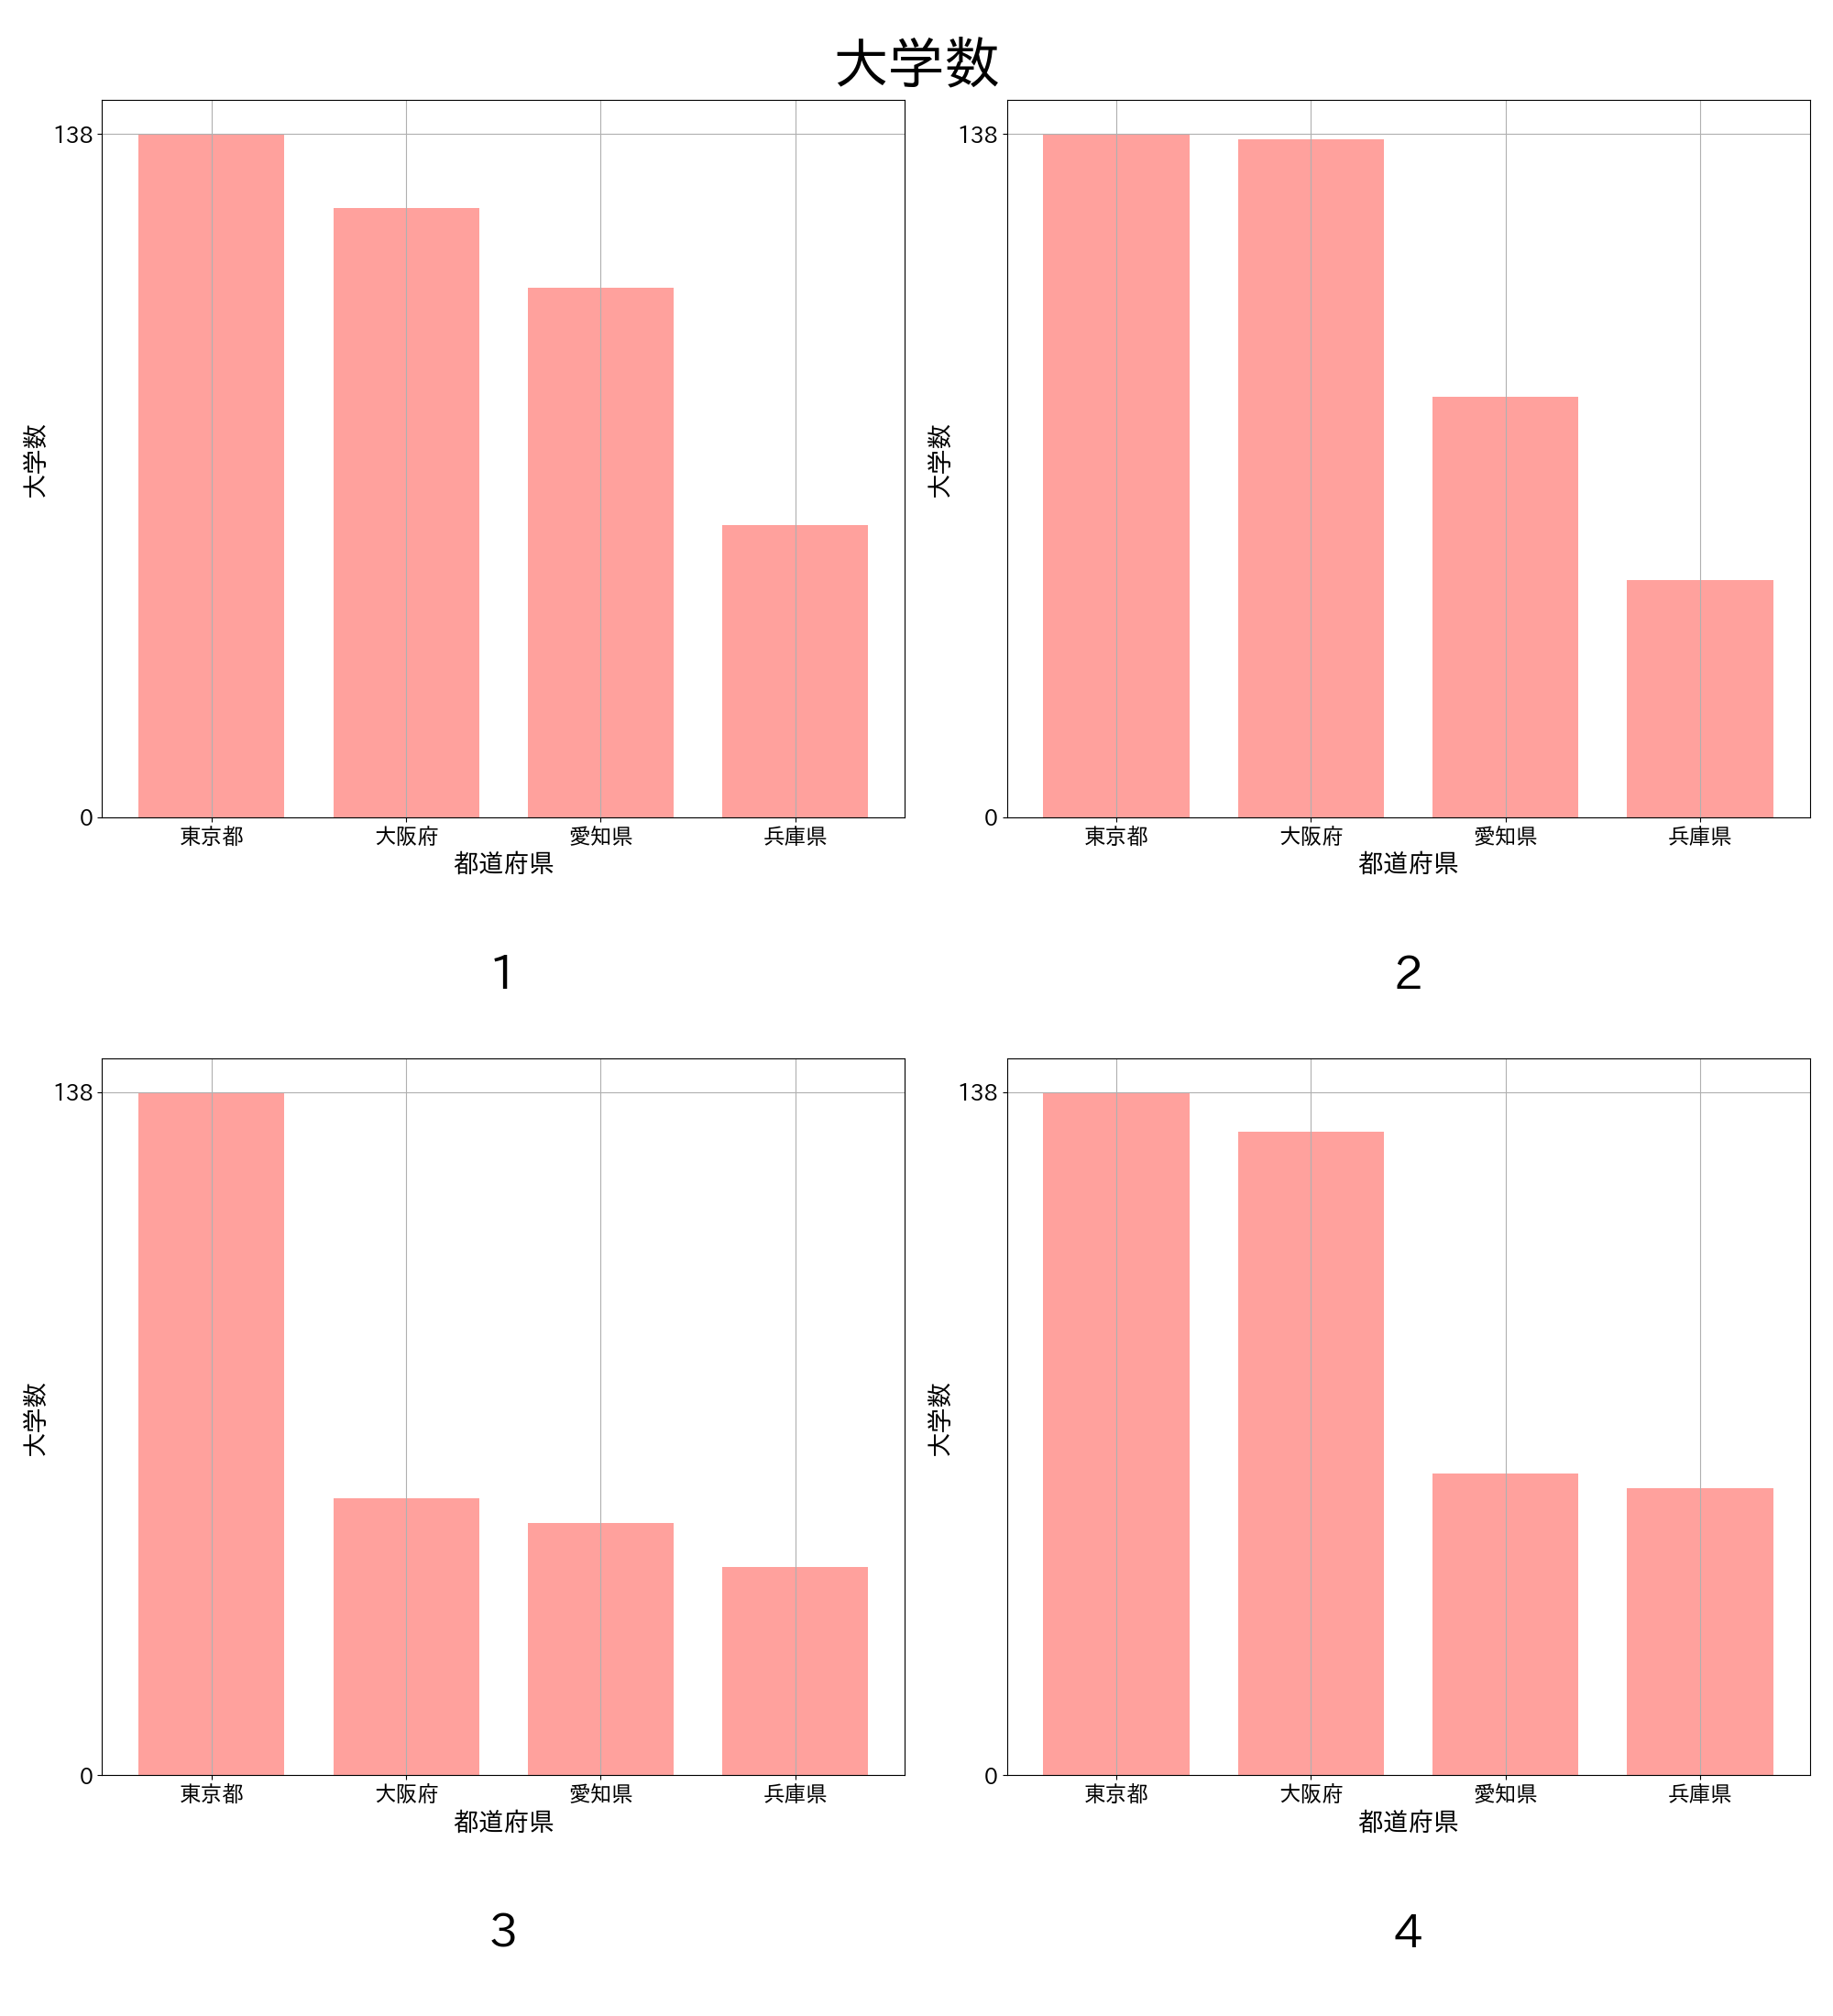 大学数
138
0
大学数
東京都 大阪府 愛知県 兵庫県
都道府県
1
138
0
大学数
東京都 大阪府 愛知県 兵庫県
都道府県
2
138
0
大学数
東京都 大阪府 愛知県 兵庫県
都道府県
3
138
0
大学数
東京都 大阪府 愛知県 兵庫県
都道府県
4